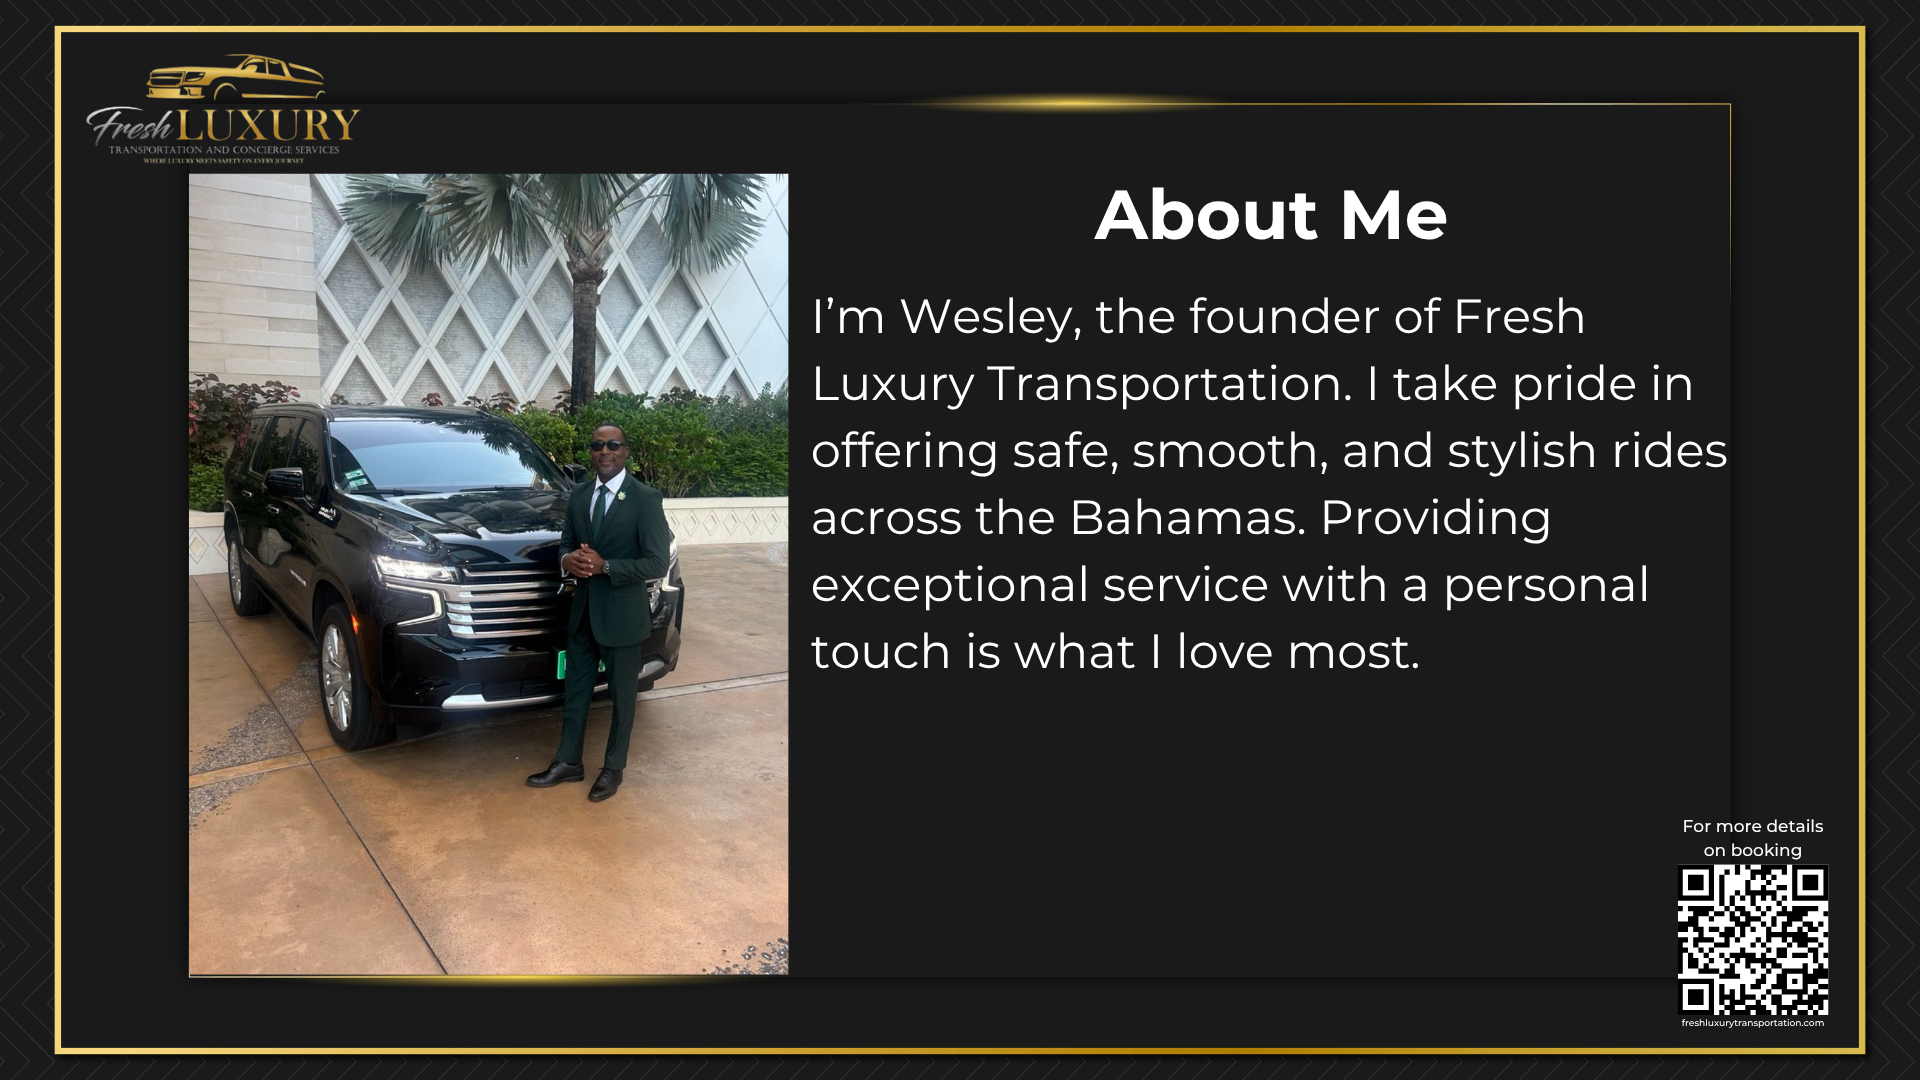 Fresh LUXURY
TRANSPORTATION AND CONCIERGE SERVICES
WHERE LUXURY MEETS SAFETY ON EVERY JOURNEY
About Me
I’m Wesley, the founder of Fresh
Luxury Transportation. I take pride in
offering safe, smooth, and stylish rides
across the Bahamas. Providing
exceptional service with a personal
touch is what I love most.
For more details
on booking
freshluxurytransportation.com